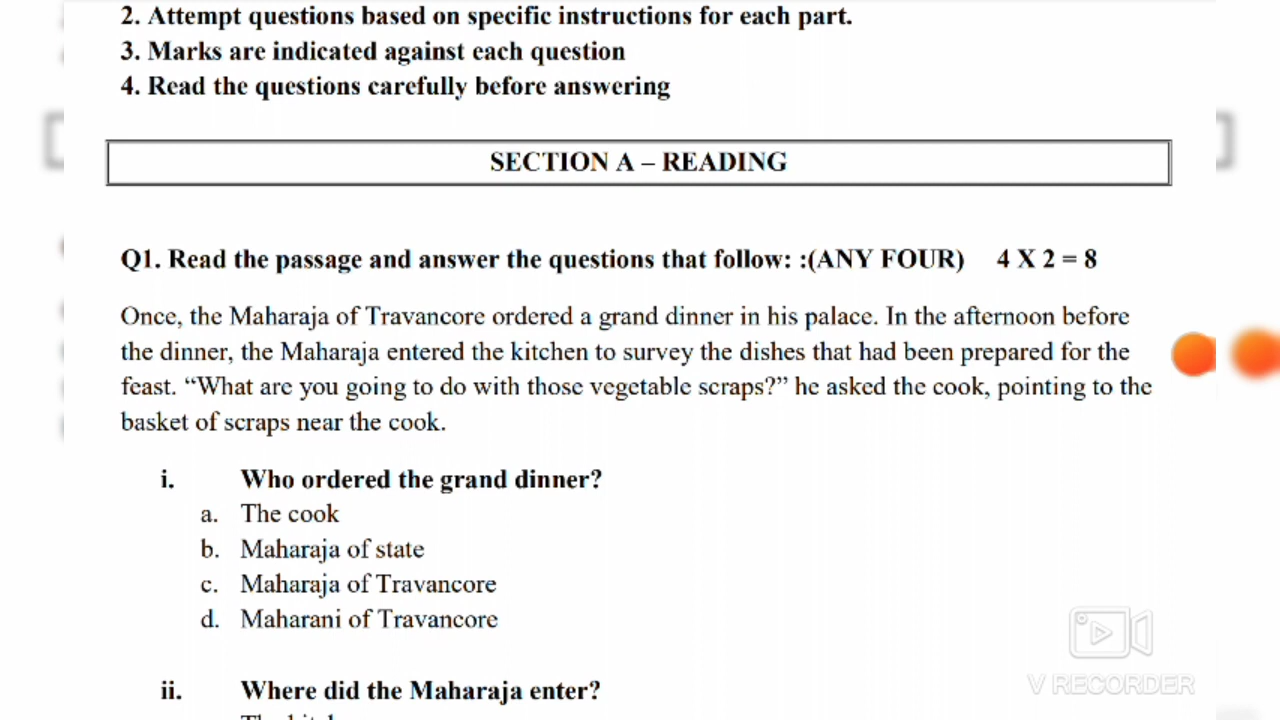 2. Attempt questions based on specific instructions for each part.
3. Marks are indicated against each question
4. Read the questions carefully before answering
SECTION A – READING
Q1. Read the passage and answer the questions that follow: :(ANY FOUR) 4 X 2 = 8
Once, the Maharaja of Travancore ordered a grand dinner in his palace. In the afternoon before
the dinner, the Maharaja entered the kitchen to survey the dishes that had been prepared for the
feast. “What are you going to do with those vegetable scraps?” he asked the cook, pointing to the
basket of scraps near the cook.
i. Who ordered the grand dinner?
a. The cook
b. Maharaja of state
c. Maharaja of Travancore
d. Maharani of Travancore
ii. Where did the Maharaja enter?
V RECORDER